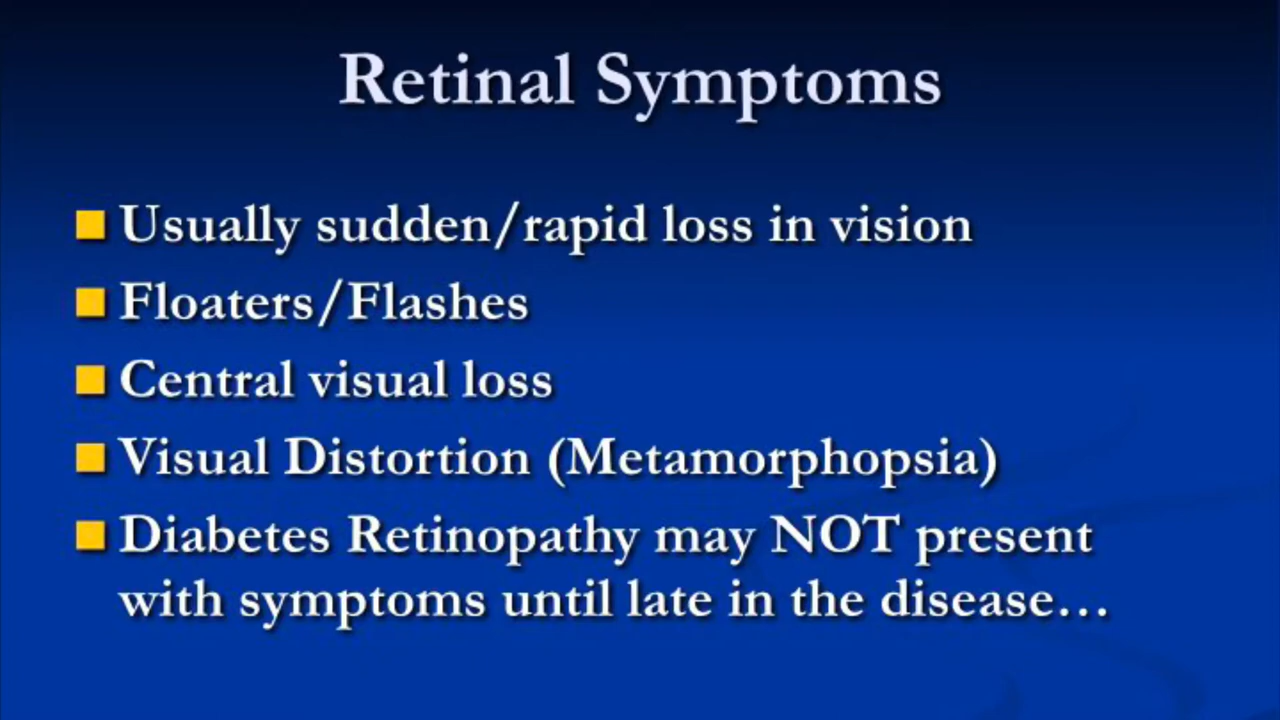 Retinal Symptoms
Usually sudden/rapid loss in vision
Floaters/Flashes
Central visual loss
Visual Distortion (Metamorphopsia)
Diabetes Retinopathy may NOT present
with symptoms until late in the disease…